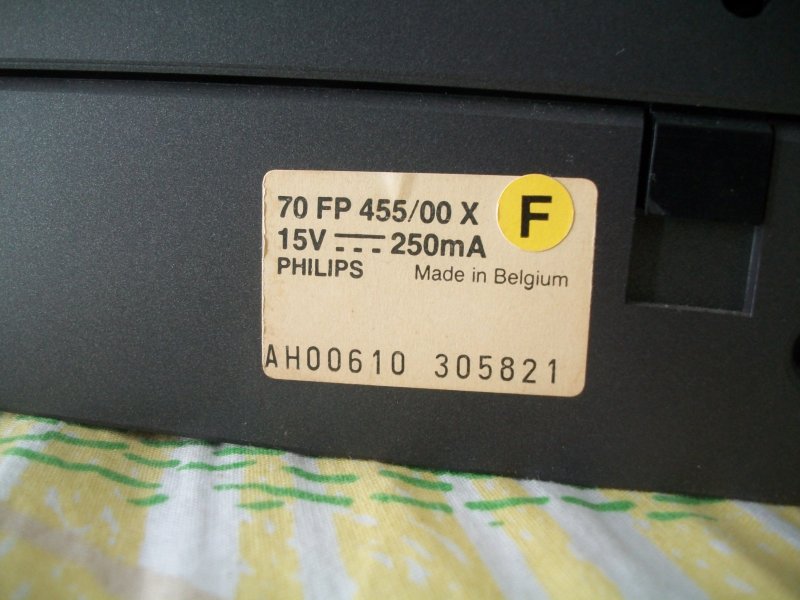 70 FP 455/00 X
F
15V 250mA
PHILIPS Made in Belgium
AH00610 305821